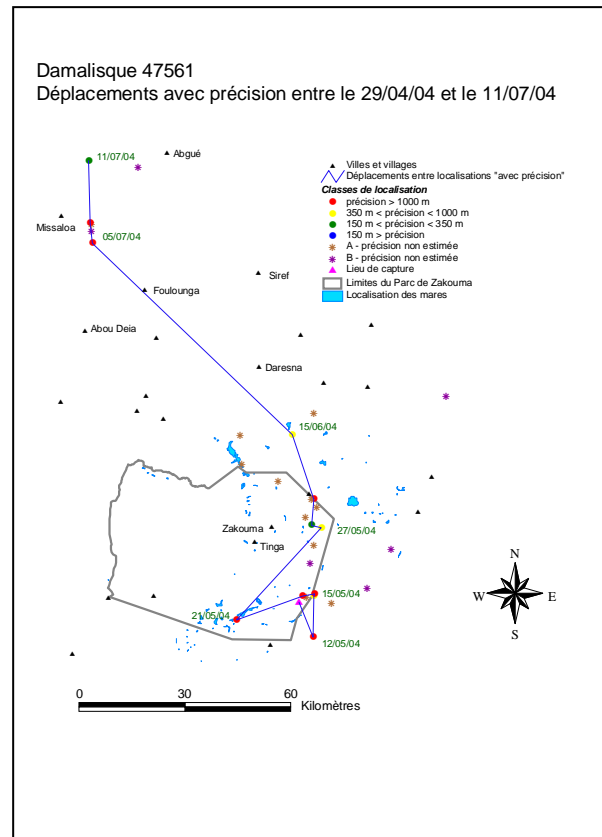 Damalisque 47561
Déplacements avec précision entre le 29/04/04 et le 11/07/04
11/07/04
Abgué
Villes et villages
Déplacements entre localisations "avec précision"
Classes de localisation
précision > 1000 m
350 m < précision < 1000 m
150 m < précision < 350 m
150 m > précision
A - précision non estimée
B - précision non estimée
Lieu de capture
Limites du Parc de Zakouma
Localisation des mares
Missaloa
05/07/04
Siref
Foulounga
Abou Deia
Daresna
15/06/04
Zakouma
27/05/04
Tinga
15/05/04
21/05/04
12/05/04
N
W
E
S
0 30 60
Kilomètres